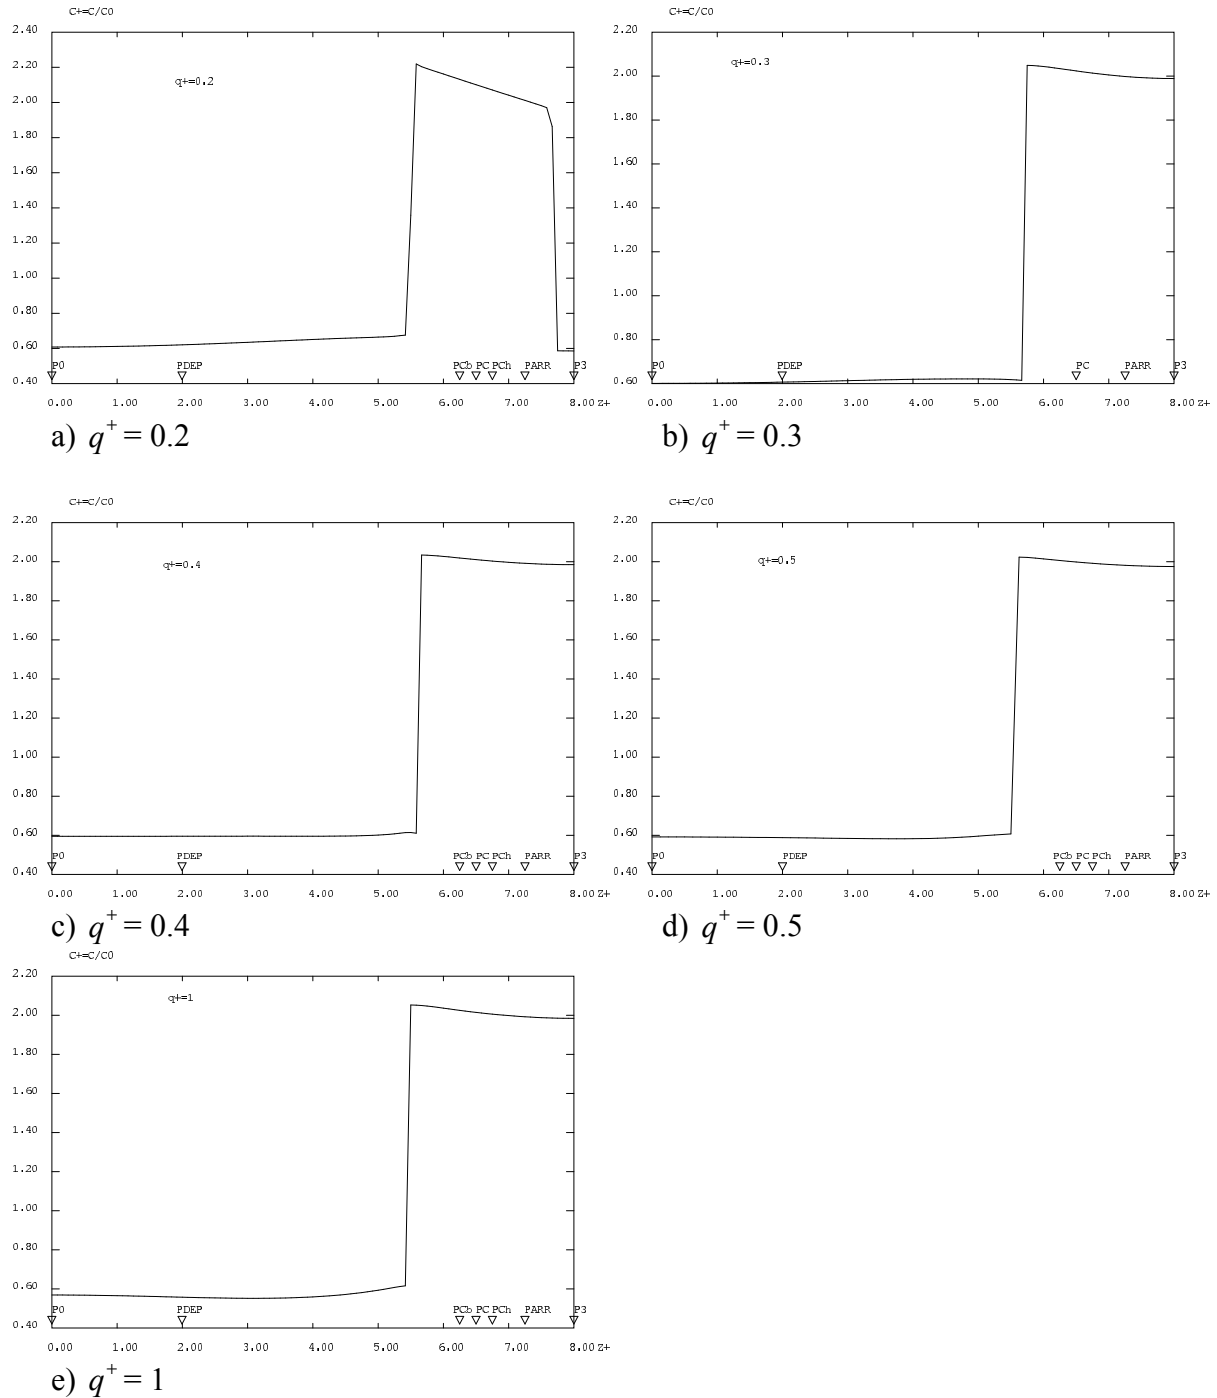 C+=C/C0
2.40
2.20
2.00
1.80
1.60
1.40
1.20
1.00
0.80
0.60
0.40
q+=0.2
P0 PDEP PCb PC PCh PARR P3
0.00 1.00 2.00 3.00 4.00 5.00 6.00 7.00 8.00 Z+
a) q+ = 0.2
C+=C/C0
2.20
2.00
1.80
1.60
1.40
1.20
1.00
0.80
0.60
q+=0.3
P0 PDEP PC PARR P3
0.00 1.00 2.00 3.00 4.00 5.00 6.00 7.00 8.00 Z+
b) q+ = 0.3
C+=C/C0
2.20
2.00
1.80
1.60
1.40
1.20
1.00
0.80
0.60
0.40
q+=0.4
P0 PDEP PCb PC PCh PARR P3
0.00 1.00 2.00 3.00 4.00 5.00 6.00 7.00 8.00 Z+
c) q+ = 0.4
C+=C/C0
2.20
2.00
1.80
1.60
1.40
1.20
1.00
0.80
0.60
0.40
q+=0.5
P0 PDEP PCb PC PCh PARR P3
0.00 1.00 2.00 3.00 4.00 5.00 6.00 7.00 8.00 Z+
d) q+ = 0.5
C+=C/C0
2.20
2.00
1.80
1.60
1.40
1.20
1.00
0.80
0.60
0.40
q+=1
P0 PDEP PCb PC PCh PARR P3
0.00 1.00 2.00 3.00 4.00 5.00 6.00 7.00 8.00 Z+
e) q+ = 1